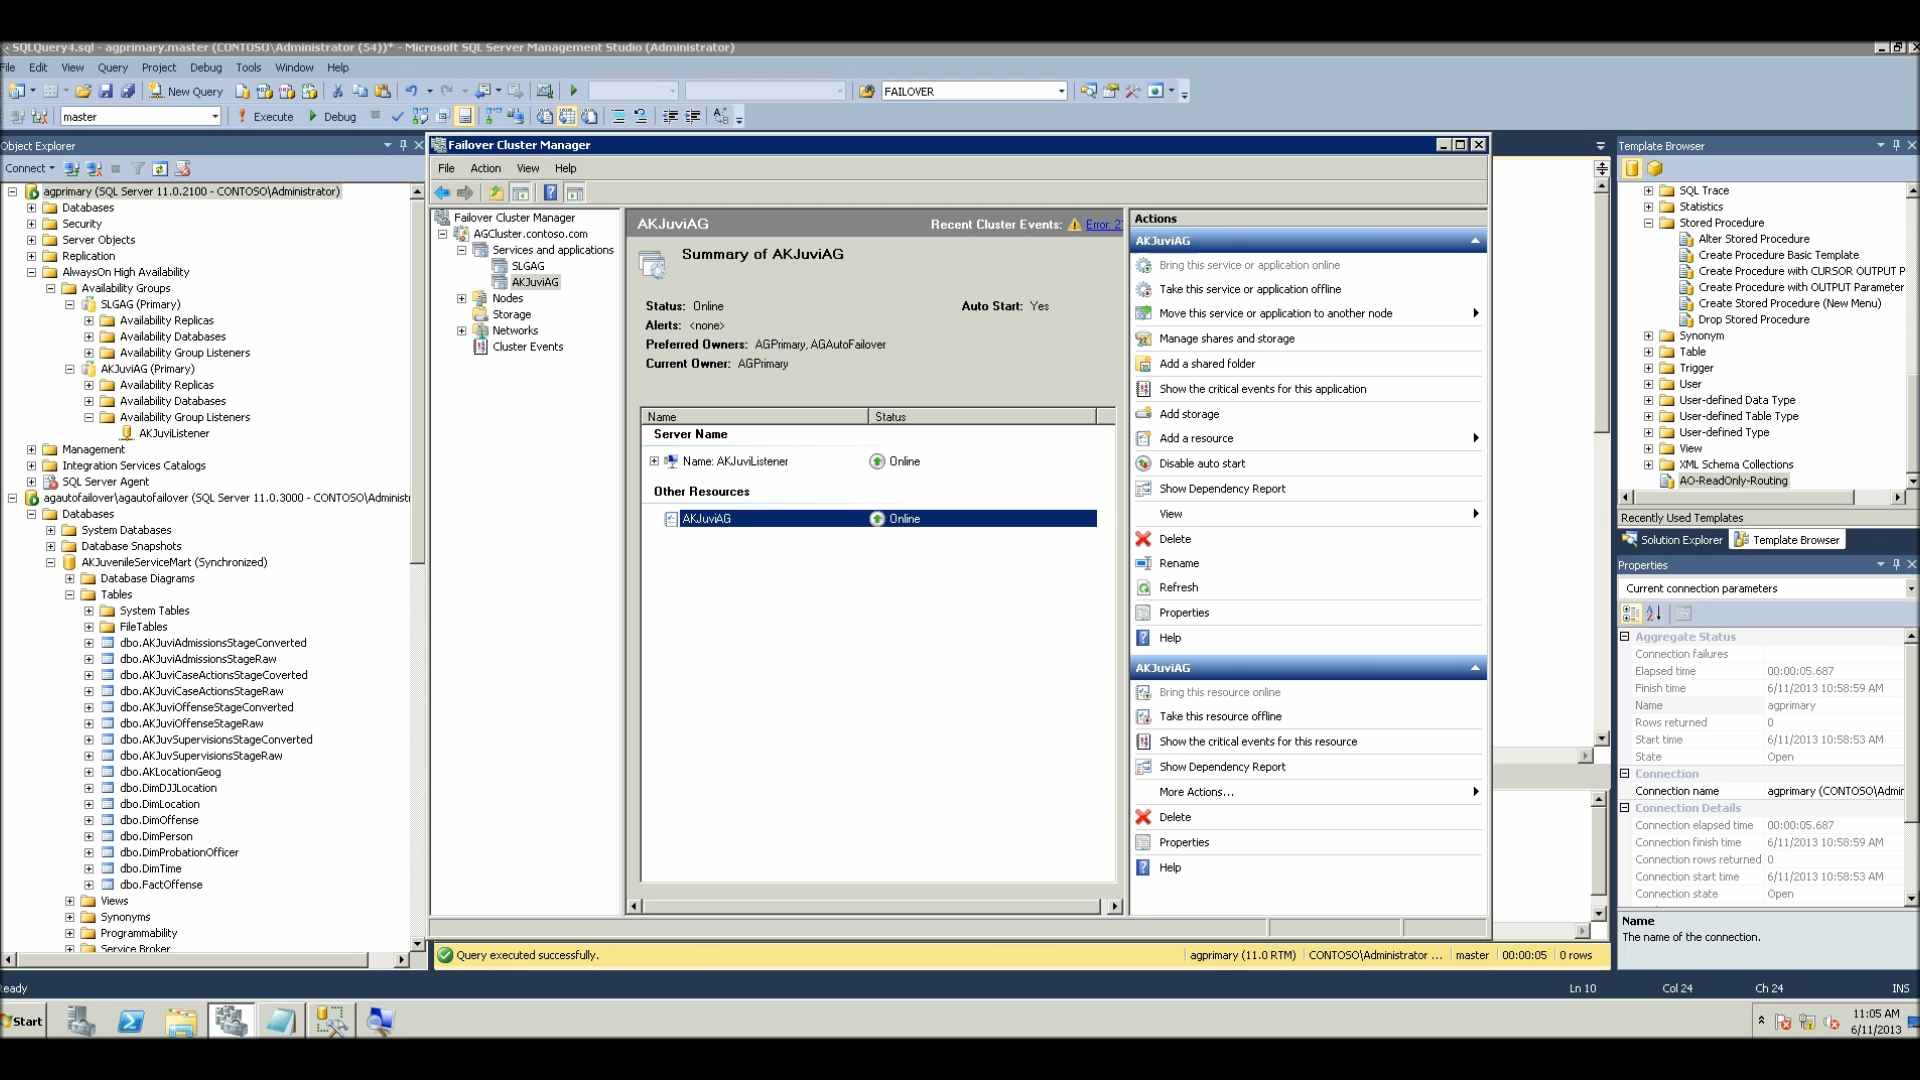 SQLQuery4.sql - agprimary.master (CONTOSO\Administrator (54))* - Microsoft SQL Server Management Studio (Administrator)
File Edit View Query Project Debug Tools Window Help
New Query
FAILOVER
master
Execute
Debug
Object Explorer
Connect
agprimary (SQL Server 11.0.2100 - CONTOSO\Administrator)
Databases
Security
Server Objects
Replication
AlwaysOn High Availability
Availability Groups
SLGAG (Primary)
Availability Replicas
Availability Databases
Availability Group Listeners
AKJuviAG (Primary)
Availability Replicas
Availability Databases
Availability Group Listeners
AKJuviListener
Management
Integration Services Catalogs
SQL Server Agent
agautofailover\agautofailover (SQL Server 11.0.3000 - CONTOSO\Administr
Databases
System Databases
Database Snapshots
AKJuvenileServiceMart (Synchronized)
Database Diagrams
Tables
System Tables
FileTables
dbo.AKJuviAdmissionsStageConverted
dbo.AKJuviAdmissionsStageRaw
dbo.AKJuviCaseActionsStageCoverted
dbo.AKJuviCaseActionsStageRaw
dbo.AKJuviOffenseStageConverted
dbo.AKJuviOffenseStageRaw
dbo.AKJuvSupervisionsStageConverted
dbo.AKJuvSupervisionsStageRaw
dbo.AKLocationGeog
dbo.DimDJJLocation
dbo.DimLocation
dbo.DimOffense
dbo.DimPerson
dbo.DimProbationOfficer
dbo.DimTime
dbo.FactOffense
Views
Synonyms
Programmability
Service Broker
Failover Cluster Manager
File Action View Help
Failover Cluster Manager
AGCluster.contoso.com
Services and applications
SLGAG
AKJuviAG
Nodes
Storage
Networks
Cluster Events
AKJuviAG
Recent Cluster Events: Error: 2
Summary of AKJuviAG
Status: Online
Auto Start: Yes
Alerts: <none>
Preferred Owners: AGPrimary, AGAutoFailover
Current Owner: AGPrimary
Name Status
Server Name
Name: AKJuviListener Online
Other Resources
AKJuviAG Online
Actions
AKJuviAG
Bring this service or application online
Take this service or application offline
Move this service or application to another node
Manage shares and storage
Add a shared folder
Show the critical events for this application
Add storage
Add a resource
Disable auto start
Show Dependency Report
View
Delete
Rename
Refresh
Properties
Help
AKJuviAG
Bring this resource online
Take this resource offline
Show the critical events for this resource
Show Dependency Report
More Actions...
Delete
Properties
Help
Query executed successfully.
agprimary (11.0 RTM) CONTOSO\Administrator ... master 00:00:05 0 rows
Template Browser
SQL Trace
Statistics
Stored Procedure
Alter Stored Procedure
Create Procedure Basic Template
Create Procedure with CURSOR OUTPUT P
Create Procedure with OUTPUT Parameter
Create Stored Procedure (New Menu)
Drop Stored Procedure
Synonym
Table
Trigger
User
User-defined Data Type
User-defined Table Type
User-defined Type
View
XML Schema Collections
AO-ReadOnly-Routing
Recently Used Templates
Solution Explorer
Template Browser
Properties
Current connection parameters
Aggregate Status
Connection failures
Elapsed time 00:00:05.687
Finish time 6/11/2013 10:58:59 AM
Name agprimary
Rows returned 0
Start time 6/11/2013 10:58:53 AM
State Open
Connection
Connection name agprimary (CONTOSO\Admir
Connection Details
Connection elapsed time 00:00:05.687
Connection finish time 6/11/2013 10:58:59 AM
Connection rows returned 0
Connection start time 6/11/2013 10:58:53 AM
Connection state Open
Name
The name of the connection.
Ready
Ln 10 Col 24 Ch 24 INS
Start
11:05 AM
6/11/2013